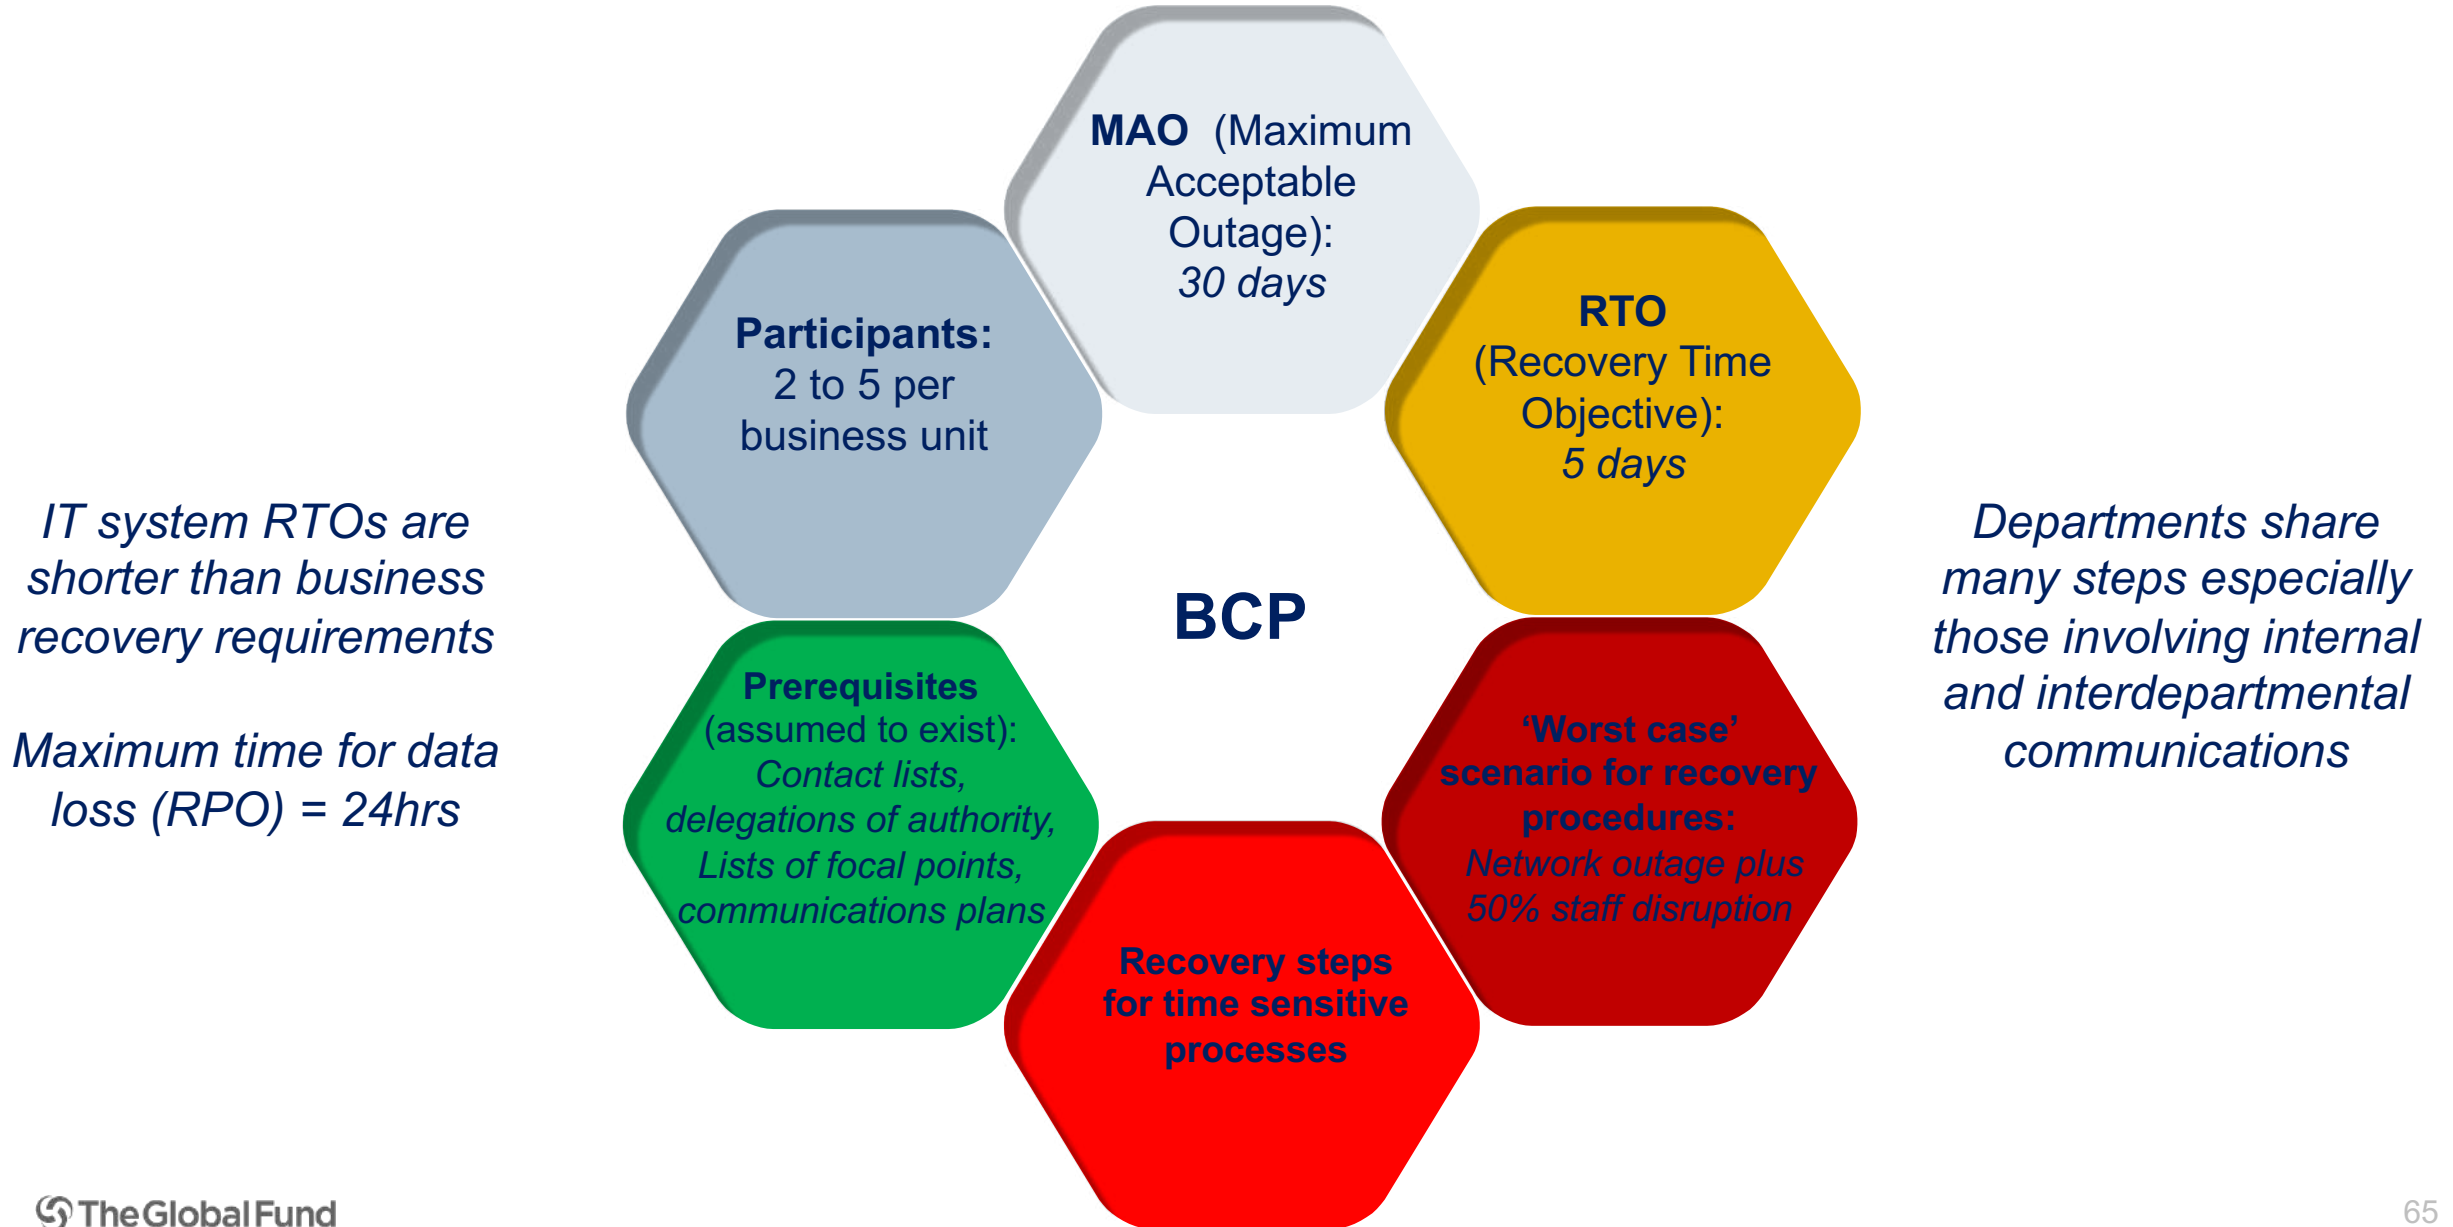 MAO (Maximum
Acceptable
Outage):
30 days
Participants:
2 to 5 per
business unit
RTO
(Recovery Time
Objective):
5 days
IT system RTOs are
shorter than business
recovery requirements
Maximum time for data
loss (RPO) = 24hrs
BCP
Departments share
many steps especially
those involving internal
and interdepartmental
communications
Prerequisites
(assumed to exist):
Contact lists,
delegations of authority,
Lists of focal points,
communications plans
‘Worst case’
scenario for recovery
procedures:
Network outage plus
50% staff disruption
Recovery steps
for time sensitive
processes
TheGlobalFund
65